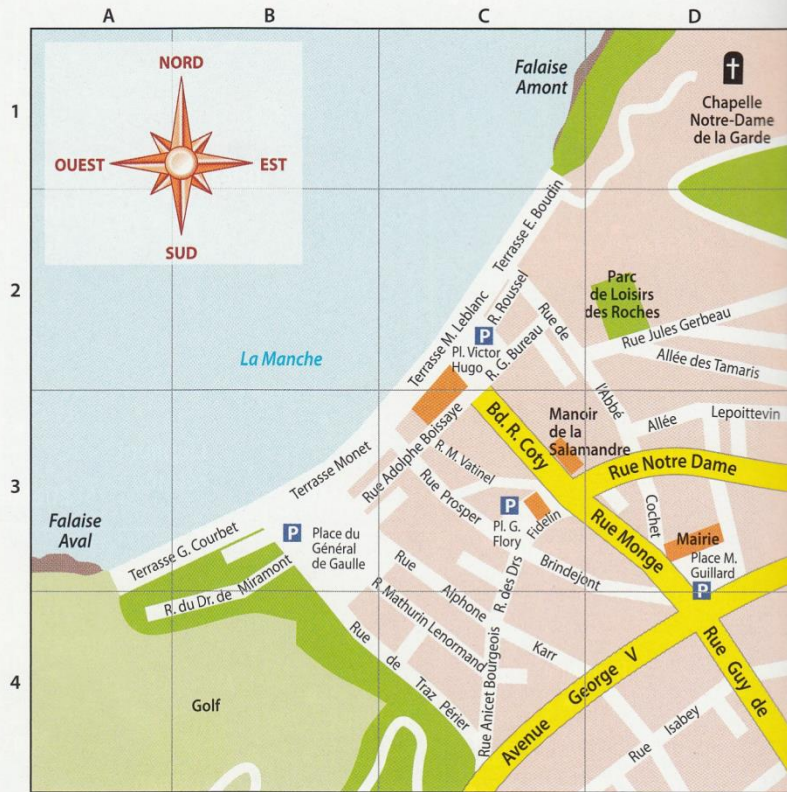 A B C D
1
2
3
4
NORD
OUEST
EST
SUD
Falaise
Amont
Chapelle
Notre-Dame
de la Garde
Terrasse E. Boudin
Terrasse M. Leblanc
R. Roussel
Rue de
l'Abbé
Cochet
Parc
de Loisirs
des Roches
Rue Jules Gerbeau
Allée des Tamaris
La Manche
P
Pl. Victor
Hugo
R. G. Bureau
Bd. R. Coty
Manoir
de la
Salamandre
Allée Lepoittevin
Rue Notre Dame
Terrasse Monet
Rue Adolphe Boissaye
R. M. Vatinel
Rue Prosper
Brindejont
P
Pl. G.
Flory
R. des Drs
Fidelin
Rue Monge
Mairie
Place M.
Guillard
P
Falaise
Aval
Terrasse G. Courbet
P
Place du
Général
de Gaulle
R. du Dr. de Miramont
Rue Alphone Karr
R. Mathurin Lenormand
Rue de Traz Périer
Rue Anicet Bourgeois
Avenue George V
Rue Guy de
Rue Isabey
Golf